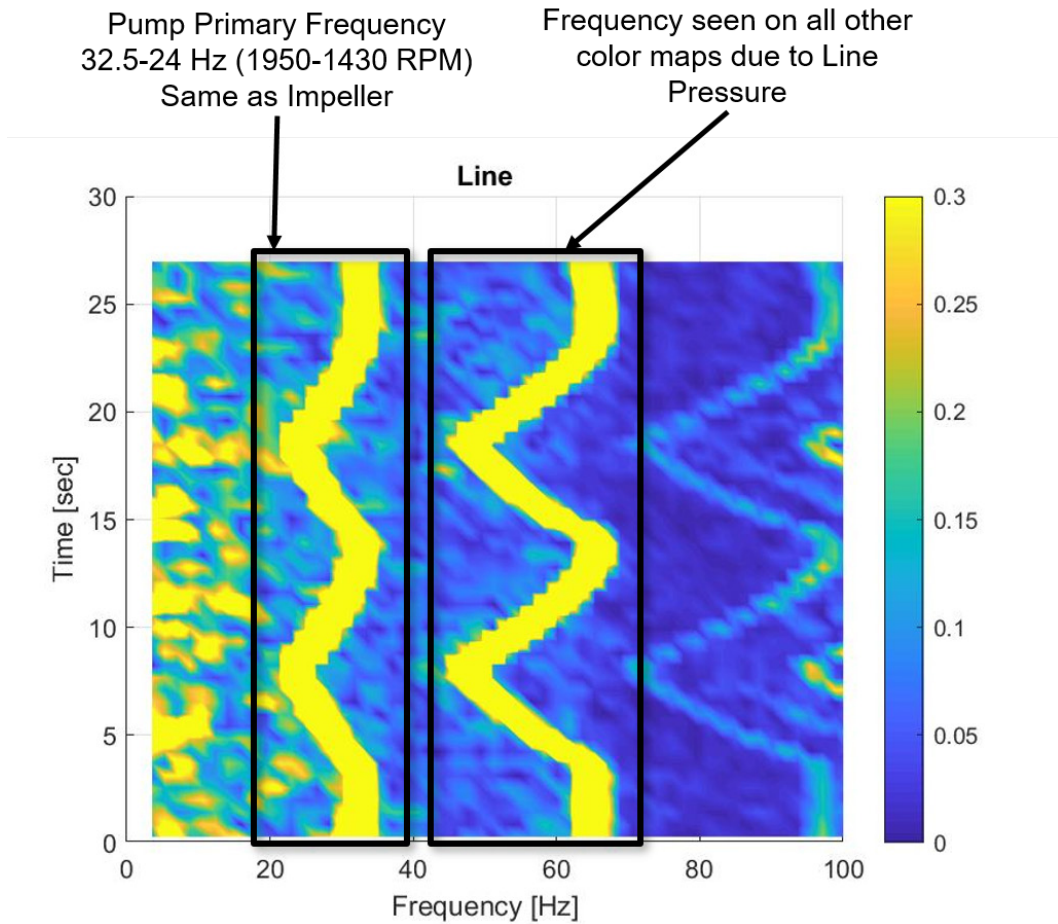 Pump Primary Frequency
32.5-24 Hz (1950-1430 RPM)
Same as Impeller
Frequency seen on all other
color maps due to Line
Pressure
Line
30
25
20
15
10
5
0
Time [sec]
0
20
40
60
80
100
Frequency [Hz]
0.3
0.25
0.2
0.15
0.1
0.05
0